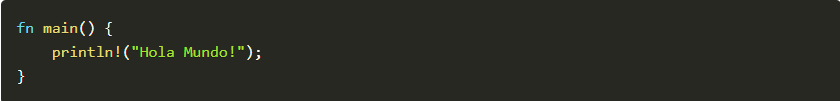 fn main() {
    println!("Hola Mundo!");
}